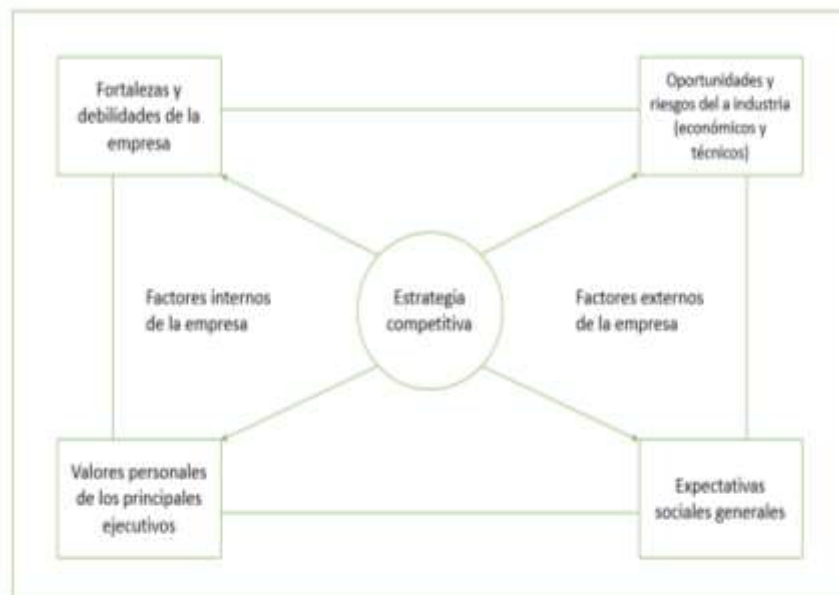 Fortalezas y
debilidades de la
empresa
Oportunidades y
riesgos del a industria
(económicos y
técnicos)
Factores internos
de la empresa
Estrategia
competitiva
Factores externos
de la empresa
Valores personales
de los principales
ejecutivos
Expectativas
sociales generales